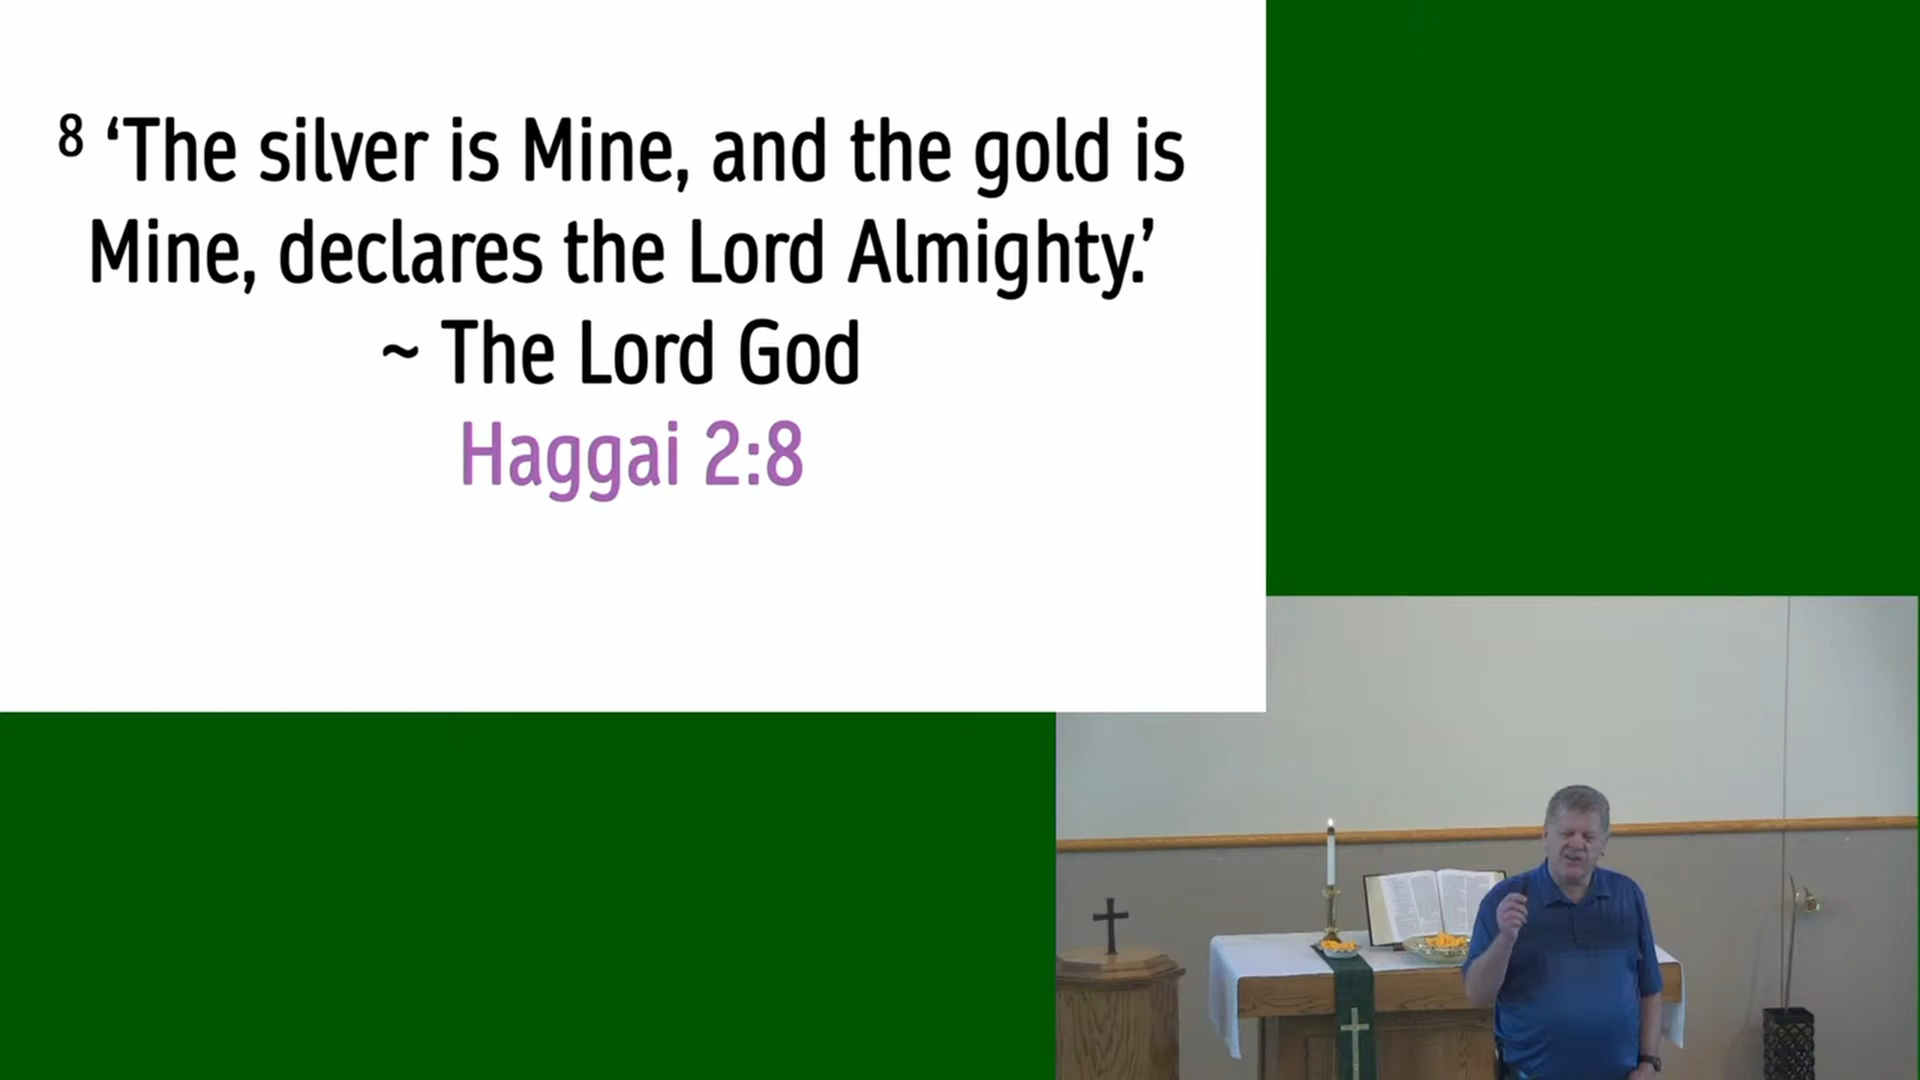 8 ‘The silver is Mine, and the gold is
Mine, declares the Lord Almighty.’
~ The Lord God
Haggai 2:8